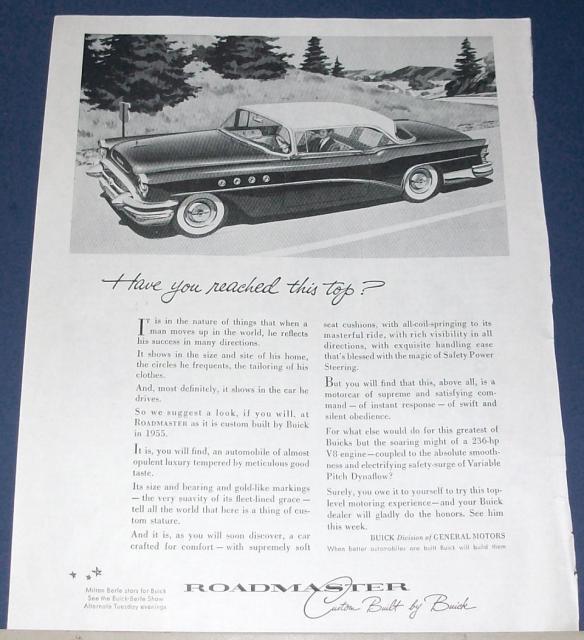 Have you reached this top?
It is in the nature of things that when a
man moves up in the world, he reflects
his success in many directions.
It shows in the size and site of his home,
the circles he frequents, the tailoring of his
clothes.
And, most definitely, it shows in the car he
drives.
So we suggest a look, if you will, at
ROADMASTER as it is custom built by Buick
in 1955.
It is, you will find, an automobile of almost
opulent luxury tempered by meticulous good
taste.
Its size and bearing and gold-like markings
—the very suavity of its fleet-lined grace—
tell all the world that here is a thing of cus-
tom stature.
And it is, as you will soon discover, a car
crafted for comfort—with supremely soft
seat cushions, with all-coil-springing to its
masterful ride, with rich visibility in all
directions, with exquisite handling ease
that's blessed with the magic of Safety Power
Steering.
But you will find that this, above all, is a
motorcar of supreme and satisfying com-
mand—of instant response—of swift and
silent obedience.
For what else would do for this greatest of
Buicks but the soaring might of a 236-hp
V8 engine—coupled to the absolute smooth-
ness and electrifying safety-surge of Variable
Pitch Dynaflow?
Surely, you owe it to yourself to try this top-
level motoring experience—and your Buick
dealer will gladly do the honors. See him
this week.
BUICK Division of GENERAL MOTORS
When better automobiles are built Buick will build them
Milton Berle stars for Buick
See the Buick-Berle Show
Alternate Tuesday evenings
ROADMASTER
Custom Built by Buick